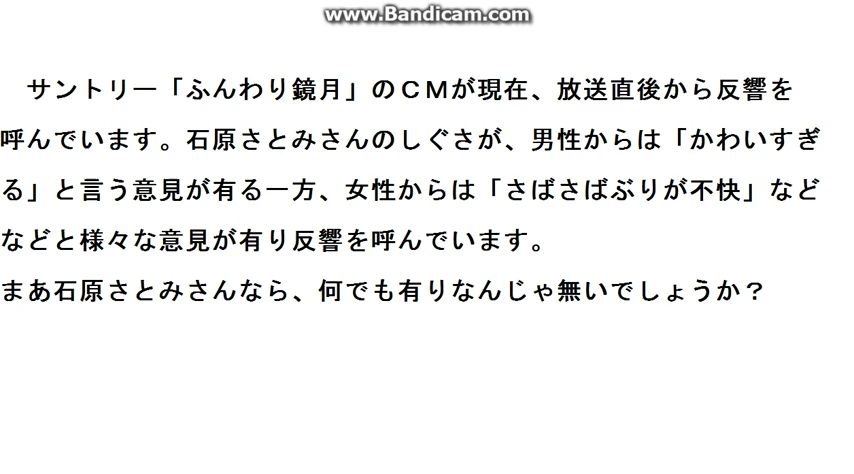 www.Bandicam.com
サントリー「ふんわり鏡月」のＣＭが現在、放送直後から反響を
呼んでいます。石原さとみさんのしぐさが、男性からは「かわいすぎ
る」と言う意見が有る一方、女性からは「さばさばぶりが不快」など
などと様々な意見が有り反響を呼んでいます。
まあ石原さとみさんなら、何でも有りなんじゃ無いでしょうか？